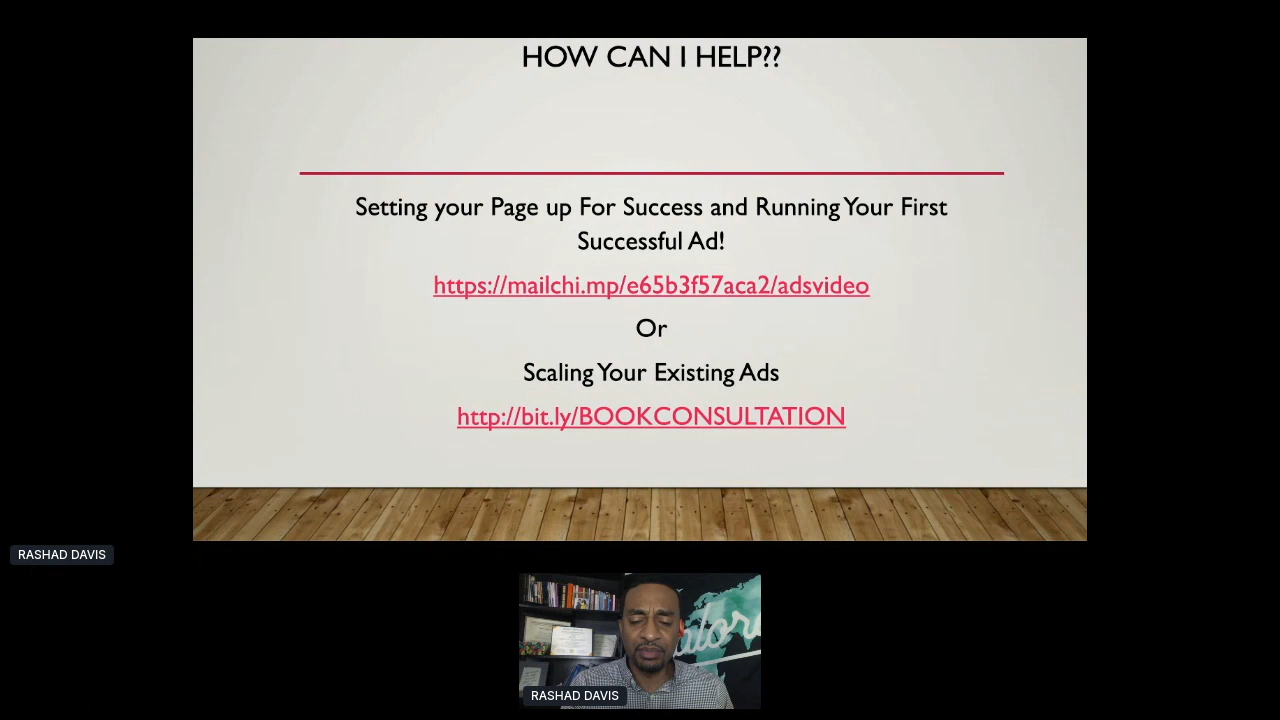 HOW CAN I HELP??
Setting your Page up For Success and Running Your First
Successful Ad!
https://mailchi.mp/e65b3f57aca2/adsvideo
Or
Scaling Your Existing Ads
http://bit.ly/BOOKCONSULTATION
RASHAD DAVIS
RASHAD DAVIS